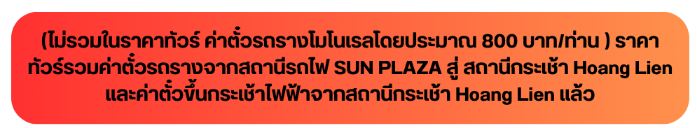 (ไม่รวมในราคาทัวร์ ค่าตั๋วรถรางโมโนเรลโดยประมาณ 800 บาท/ท่าน ) ราคา
ทัวร์รวมค่าตั๋วรถรางจากสถานีรถไฟ SUN PLAZA สู่ สถานีกระเช้า Hoang Lien
และค่าตั๋วขึ้นกระเช้าไฟฟ้าจากสถานีกระเช้า Hoang Lien แล้ว